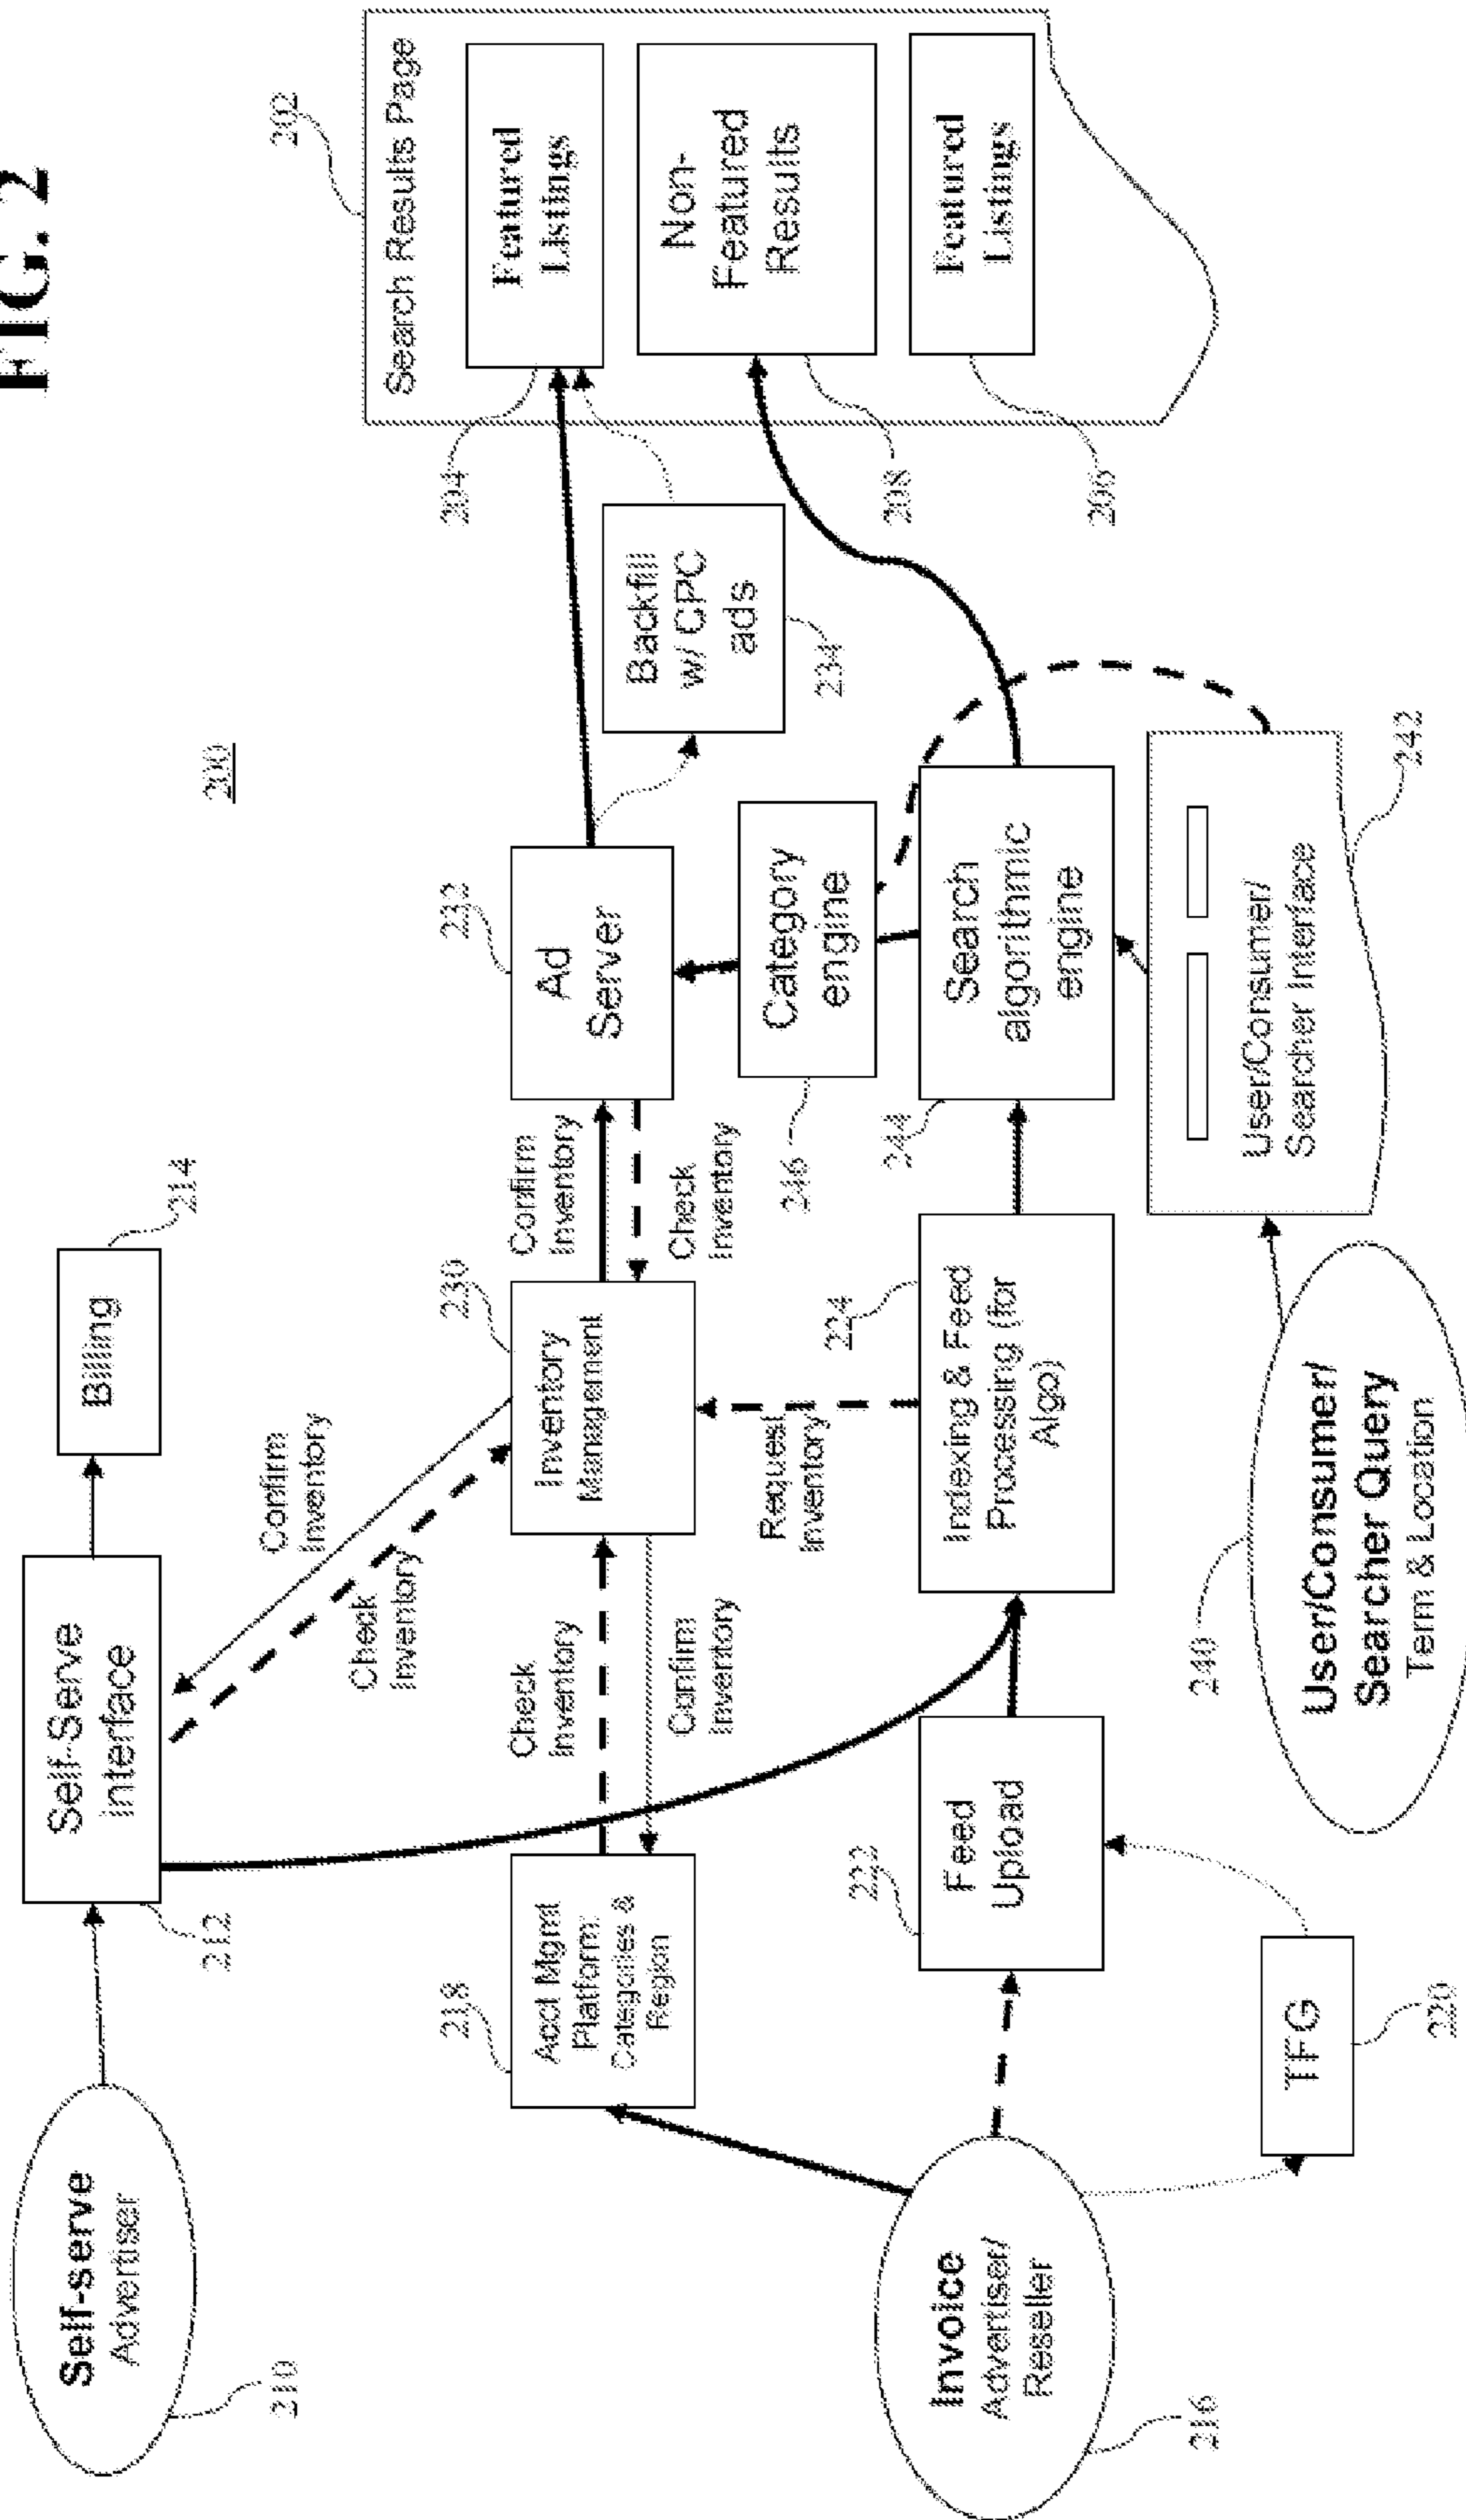 FIG. 2
200
Self-serve
Advertiser
210
Self-Serve
interface
212
Billing
214
Confirm
Inventory
Check
Inventory
Invoice
Advertiser/
Reseller
216
Acct Mgmt
Platform:
Categories &
Region
218
Check
Inventory
Confirm
Inventory
Inventory
Management
230
Confirm
Inventory
Check
Inventory
Ad
Server
232
Backfill
w/ CPC
ads
234
TFG
220
Feed
Upload
222
Request
Inventory
Indexing & Feed
Processing (for
Algo)
224
Category
engine
246
Search
algorithmic
engine
244
User/Consumer/
Searcher Query
Term & Location
240
User/Consumer/
Searcher Interface
242
Search Results Page
202
Featured
Listings
204
Non-
Featured
Results
208
Featured
Listings
206